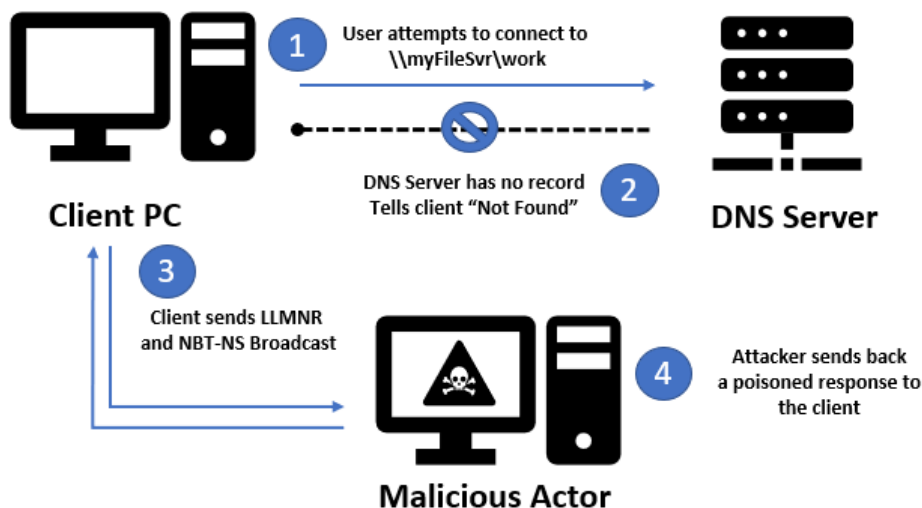 1
User attempts to connect to
\\myFileSvr\work
DNS Server has no record
Tells client “Not Found”
2
Client PC
DNS Server
3
Client sends LLMNR
and NBT-NS Broadcast
4
Attacker sends back
a poisoned response to
the client
Malicious Actor